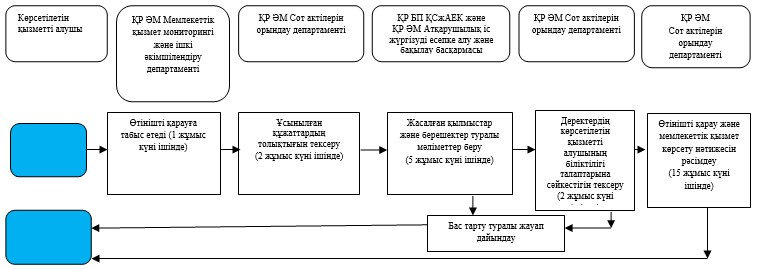 Көрсетілетін
қызметті алушы
ҚР ӘМ Мемлекеттік
қызмет мониторингі
және ішкі
әкімшілендіру
департаменті
ҚР ӘМ Сот актілерін
орындау департаменті
ҚР БП ҚСжАЕК және
ҚР ӘМ Атқарушылық іс
жүргізуді есепке алу және
бақылау басқармасы
ҚР ӘМ Сот актілерін
орындау департаменті
ҚР ӘМ
Сот актілерін
орындау
департаменті
Өтінішті қарауға
табыс етеді (1 жұмыс
күні ішінде)
Ұсынылған
құжаттардың
толықтығын тексеру
(2 жұмыс күні ішінде)
Жасалған қылмыстар
және берешектер туралы
мәліметтер беру
(5 жұмыс күні ішінде)
Деректердің
көрсетілетін
қызметті
алушының
біліктілігі
талаптарына
сәйкестігін тексеру
(2 жұмыс күні
Өтінішті қарау және
мемлекеттік қызмет
көрсету нәтижесін
рәсімдеу
(15 жұмыс күні
ішінде)
Бас тарту туралы жауап
дайындау